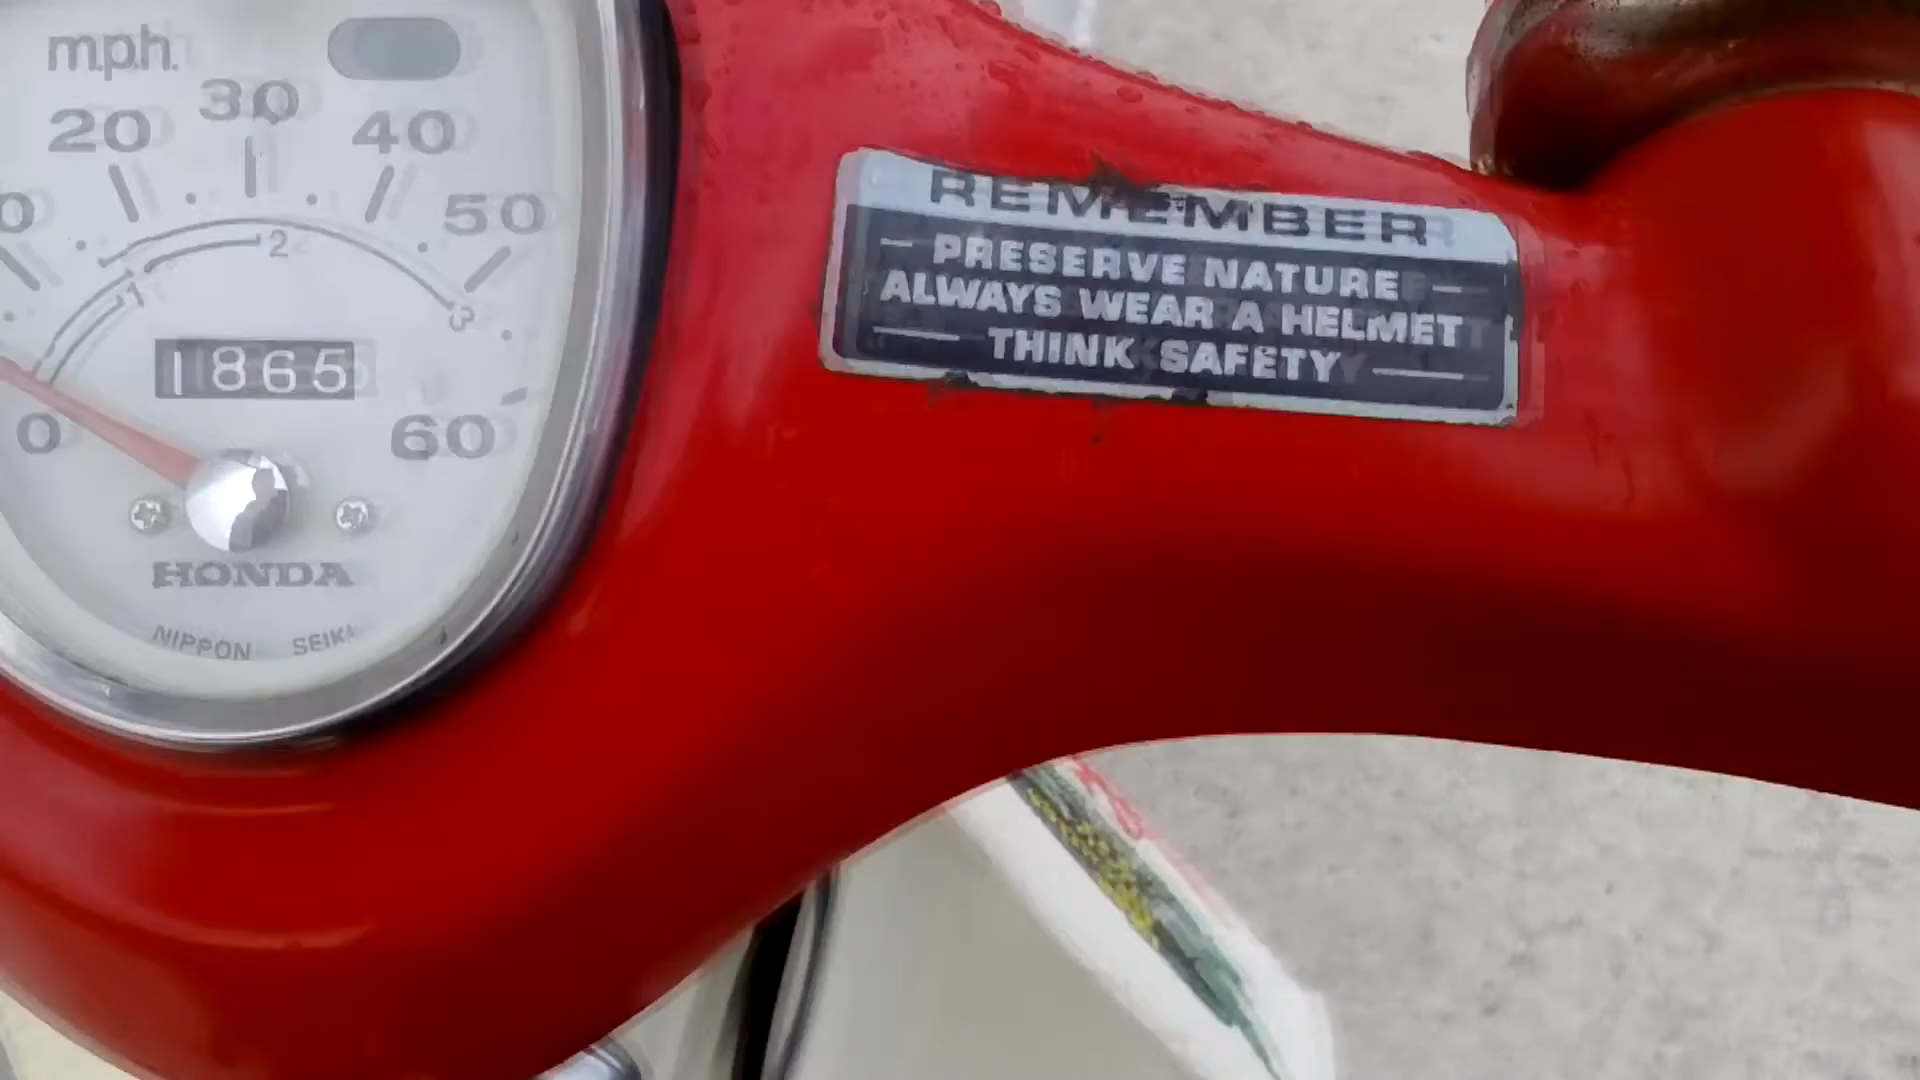 m.p.h.
20 30 40
50
1 2 3
1865
0 60
HONDA
NIPPON SEIKI
REMEMBER
PRESERVE NATURE
ALWAYS WEAR A HELMET
THINK SAFETY